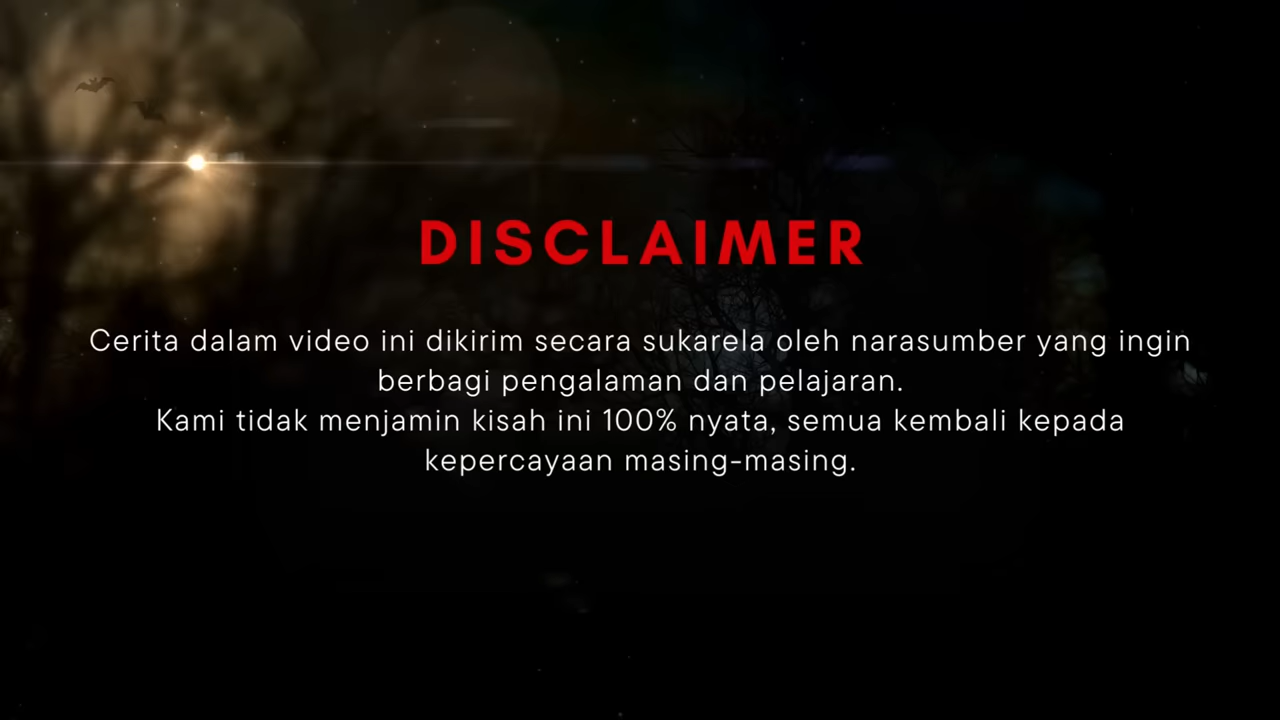 DISCLAIMER
Cerita dalam video ini dikirim secara sukarela oleh narasumber yang ingin
berbagi pengalaman dan pelajaran.
Kami tidak menjamin kisah ini 100% nyata, semua kembali kepada
kepercayaan masing-masing.